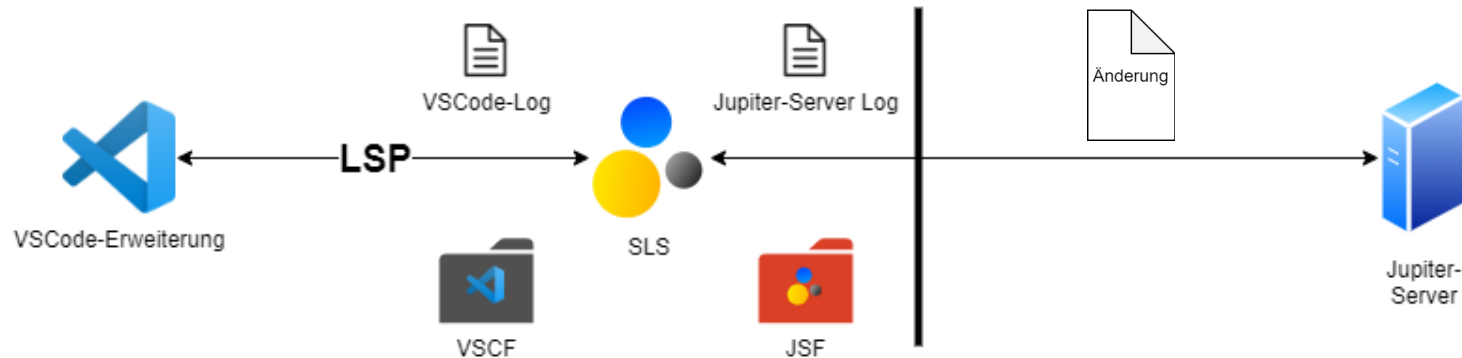 Änderung
VSCode-Log
Jupiter-Server Log
LSP
VSCode-Erweiterung
SLS
Jupiter-
Server
VSCF
JSF